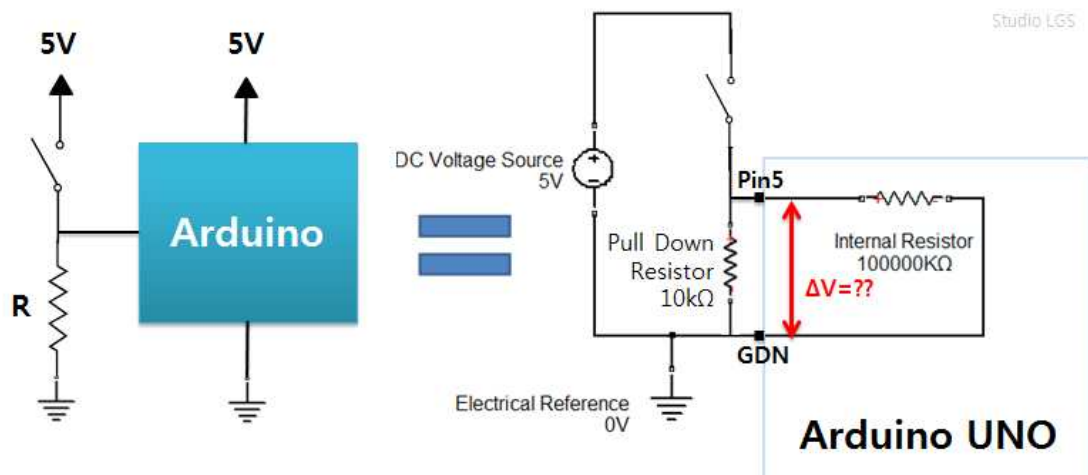 Studio LGS
5V
5V
Arduino
R
DC Voltage Source
5V
Pin5
Pull Down
Resistor
10kΩ
Internal Resistor
100000KΩ
ΔV=??
GDN
Electrical Reference
0V
Arduino UNO